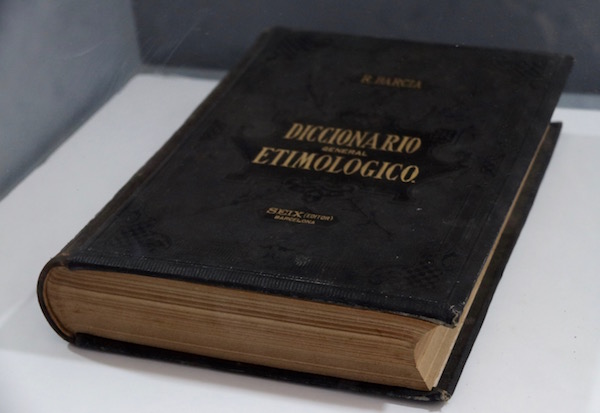 R. BARCIA
DICCIONARIO
GENERAL
ETIMOLOGICO.
SEIX (EDITOR)
BARCELONA